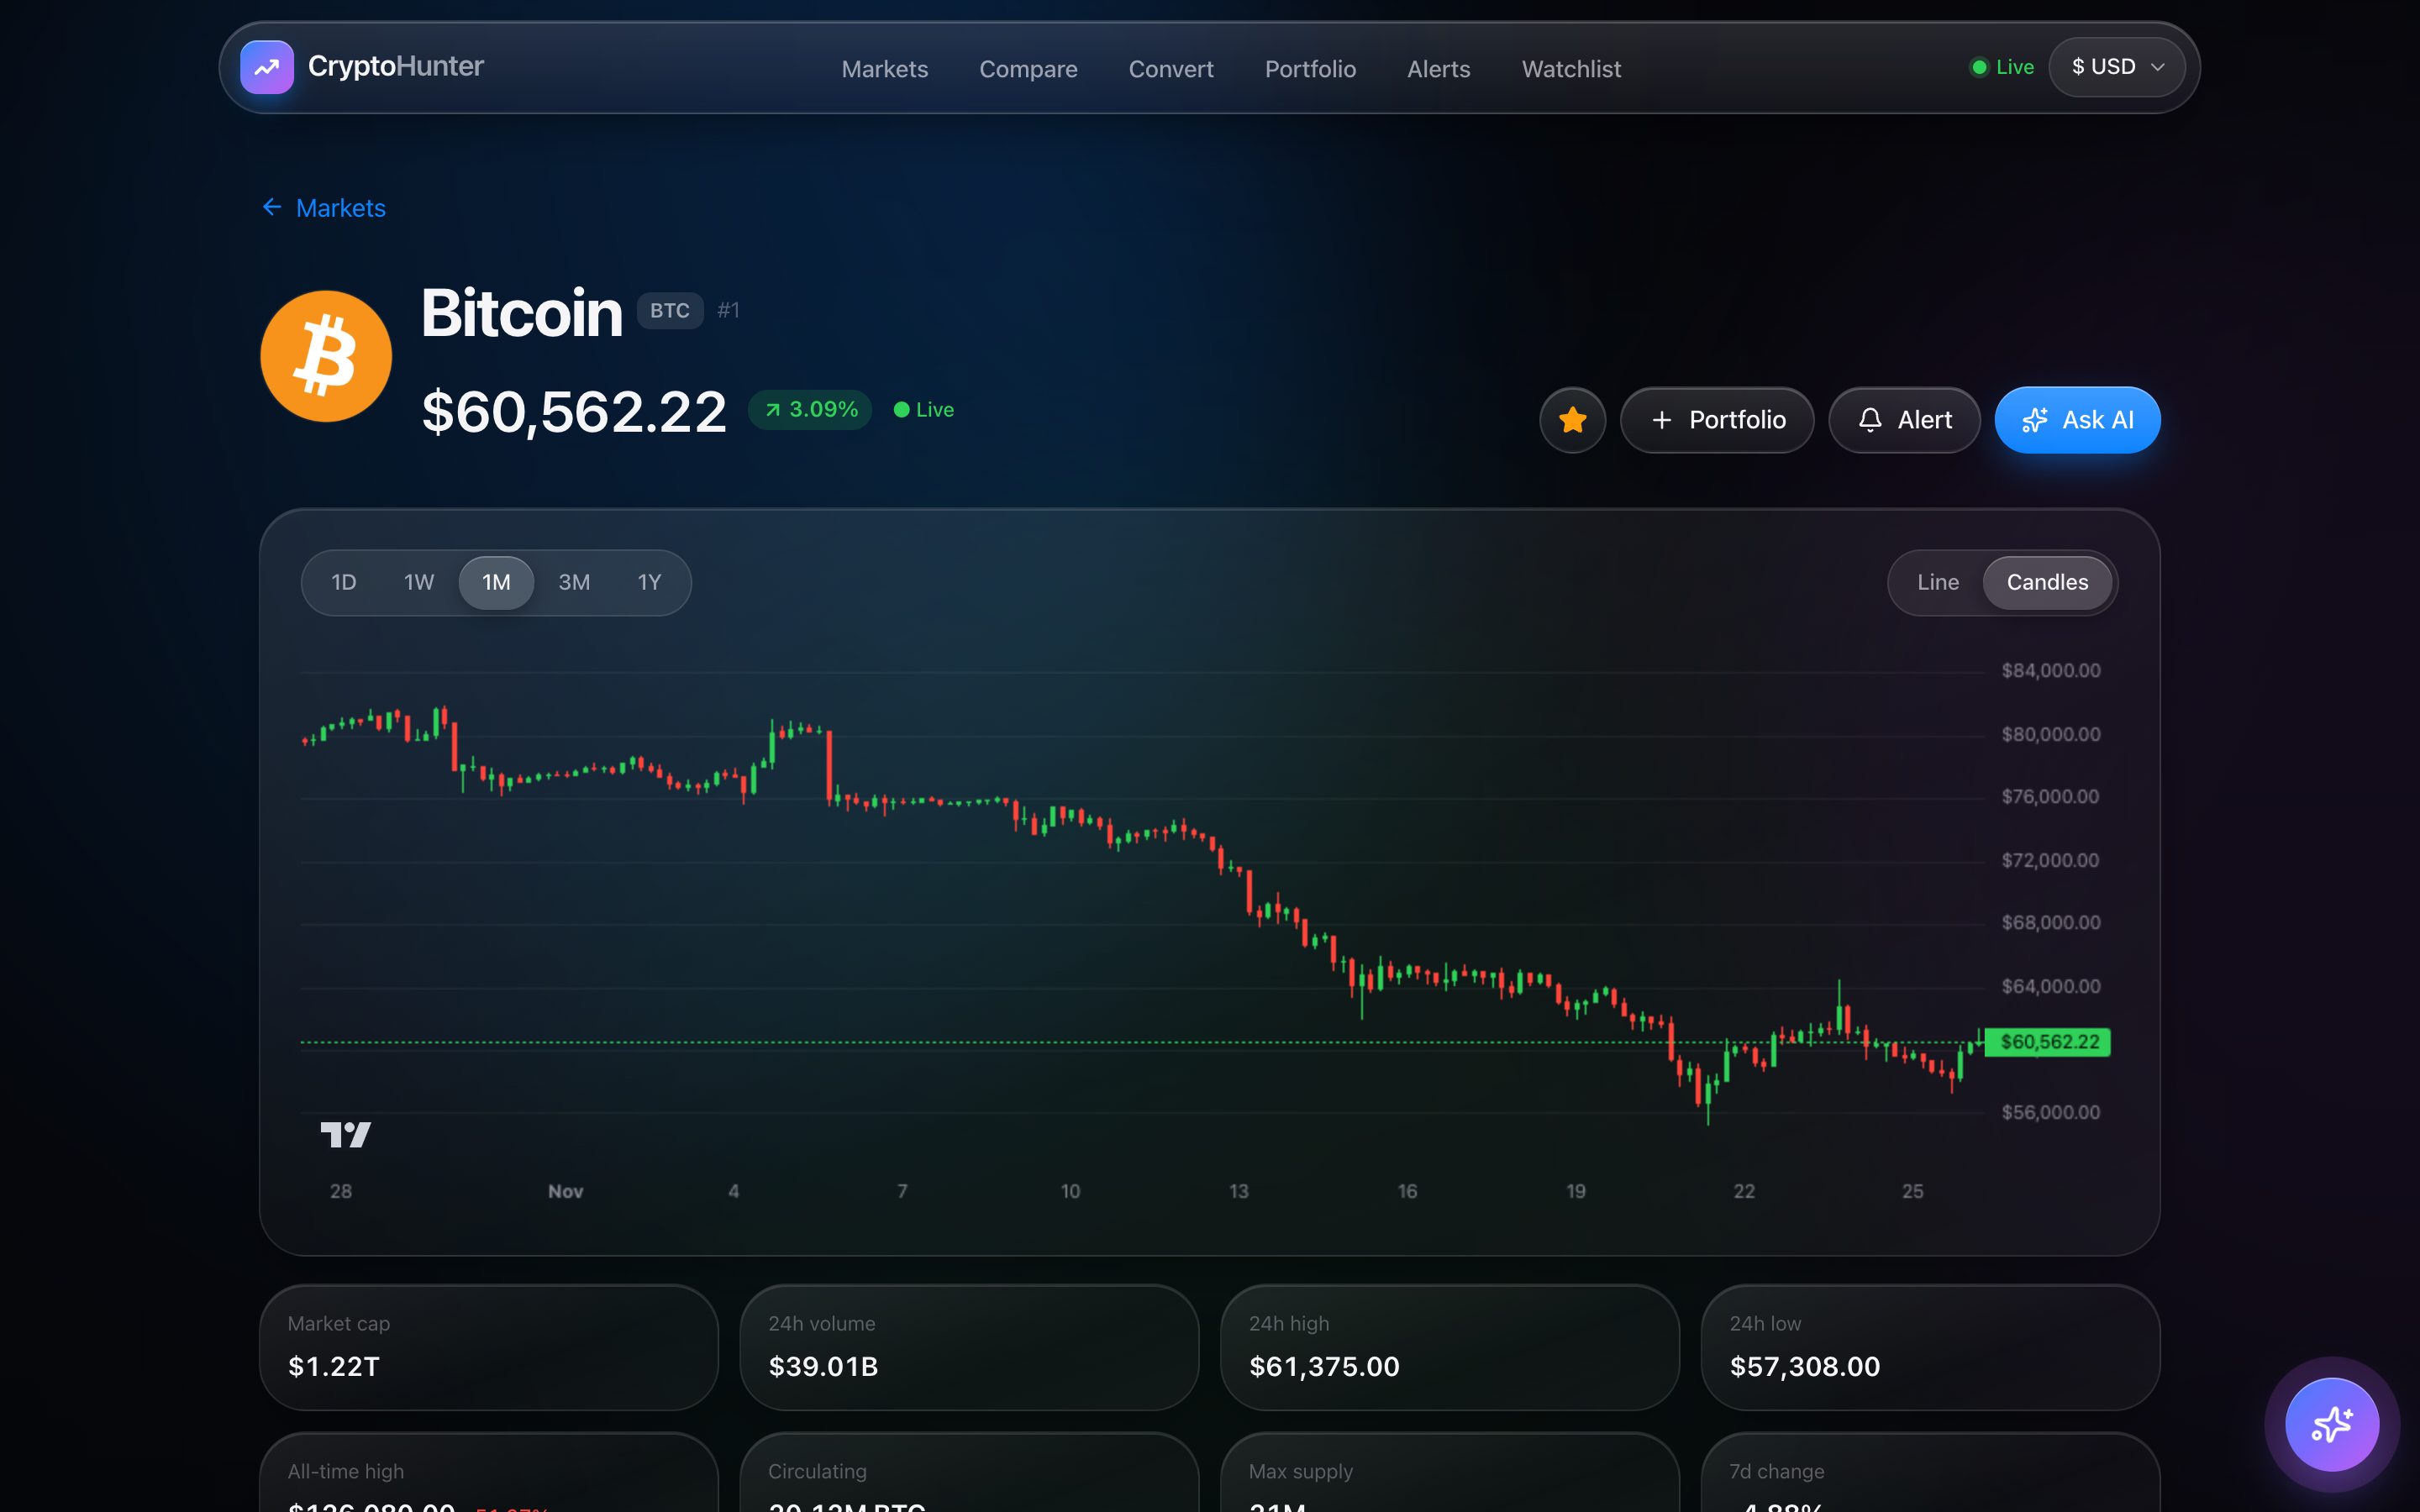 CryptoHunter
Markets Compare Convert Portfolio Alerts Watchlist
Live
$ USD
Markets
Bitcoin BTC #1
$60,562.22 3.09% Live
Portfolio
Alert
Ask AI
1D 1W 1M 3M 1Y
Line Candles
$84,000.00
$80,000.00
$76,000.00
$72,000.00
$68,000.00
$64,000.00
$60,562.22
$56,000.00
28 Nov 4 7 10 13 16 19 22 25
Market cap
$1.22T
24h volume
$39.01B
24h high
$61,375.00
24h low
$57,308.00
All-time high
Circulating
Max supply
21M
7d change